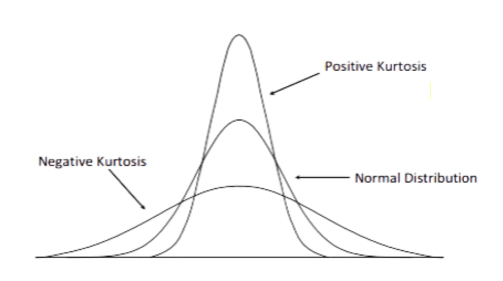 Positive Kurtosis
Negative Kurtosis
Normal Distribution